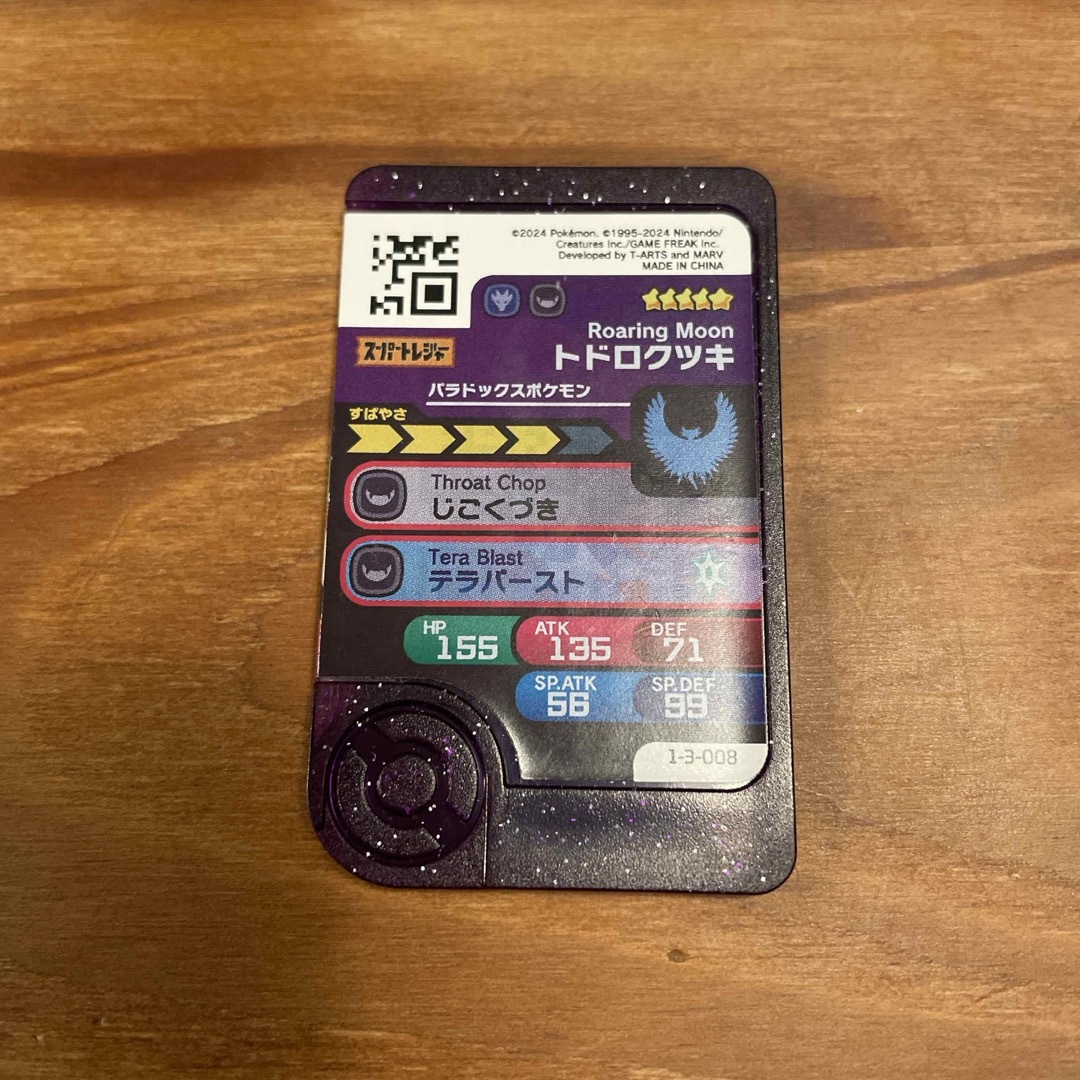 ©2024 Pokémon. ©1995-2024 Nintendo/
Creatures Inc./GAME FREAK inc.
Developed by T-ARTS and MARV
MADE IN CHINA
Roaring Moon
スーパートレジャー
トドロクツキ
パラドックスポケモン
すばやさ
Throat Chop
じごくづき
Tera Blast
テラバースト
HP 155 ATK 135 DEF 71
SP.ATK 56 SP.DEF 99
1-3-008